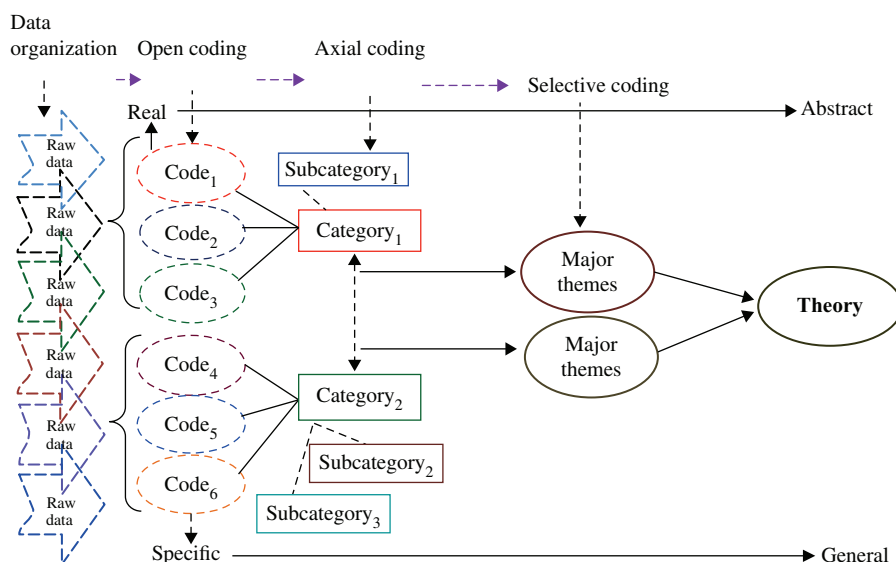 Data
organization
Open coding
Axial coding
Selective coding
Real
Abstract
Raw
data
Raw
data
Raw
data
Raw
data
Raw
data
Raw
data
Code₁
Code₂
Code₃
Code₄
Code₅
Code₆
Subcategory₁
Category₁
Category₂
Subcategory₂
Subcategory₃
Major
themes
Major
themes
Theory
Specific
General